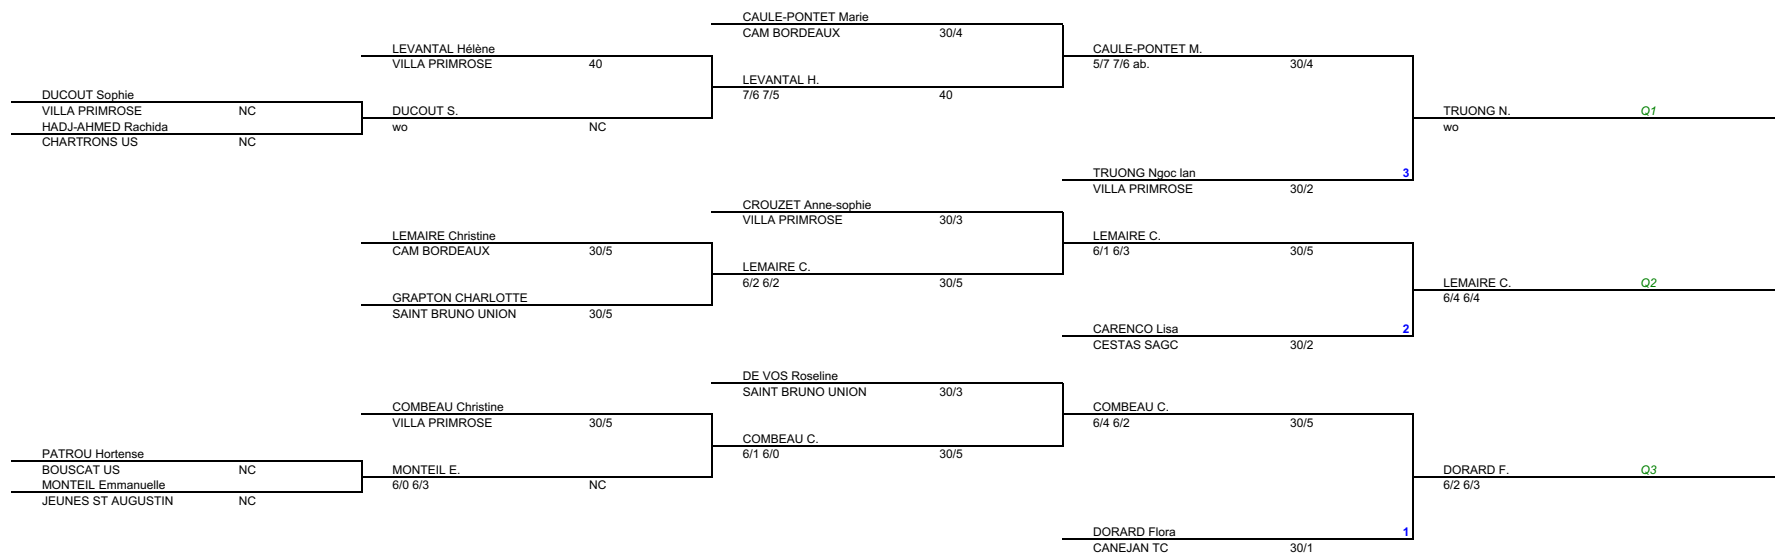 CAULE-PONTET Marie
CAM BORDEAUX 30/4
LEVANTAL Hélène
CAULE-PONTET M.
VILLA PRIMROSE 40
5/7 7/6 ab. 30/4
LEVANTAL H.
7/6 7/5 40
DUCOUT Sophie
VILLA PRIMROSE NC
DUCOUT S.
TRUONG N. Q1
HADJ-AHMED Rachida
wo NC
wo
CHARTRONS US NC
TRUONG Ngoc lan 3
VILLA PRIMROSE 30/2
CROUZET Anne-sophie
VILLA PRIMROSE 30/3
LEMAIRE Christine
LEMAIRE C.
CAM BORDEAUX 30/5
6/1 6/3 30/5
LEMAIRE C.
6/2 6/2 30/5
LEMAIRE C. Q2
GRAPTON CHARLOTTE
6/4 6/4
SAINT BRUNO UNION 30/5
CARENCO Lisa 2
CESTAS SAGC 30/2
DE VOS Roseline
SAINT BRUNO UNION 30/3
COMBEAU Christine
COMBEAU C.
VILLA PRIMROSE 30/5
6/4 6/2 30/5
COMBEAU C.
6/1 6/0 30/5
PATROU Hortense
BOUSCAT US NC
MONTEIL E.
DORARD F. Q3
MONTEIL Emmanuelle
6/0 6/3 NC
6/2 6/3
JEUNES ST AUGUSTIN NC
DORARD Flora 1
CANEJAN TC 30/1